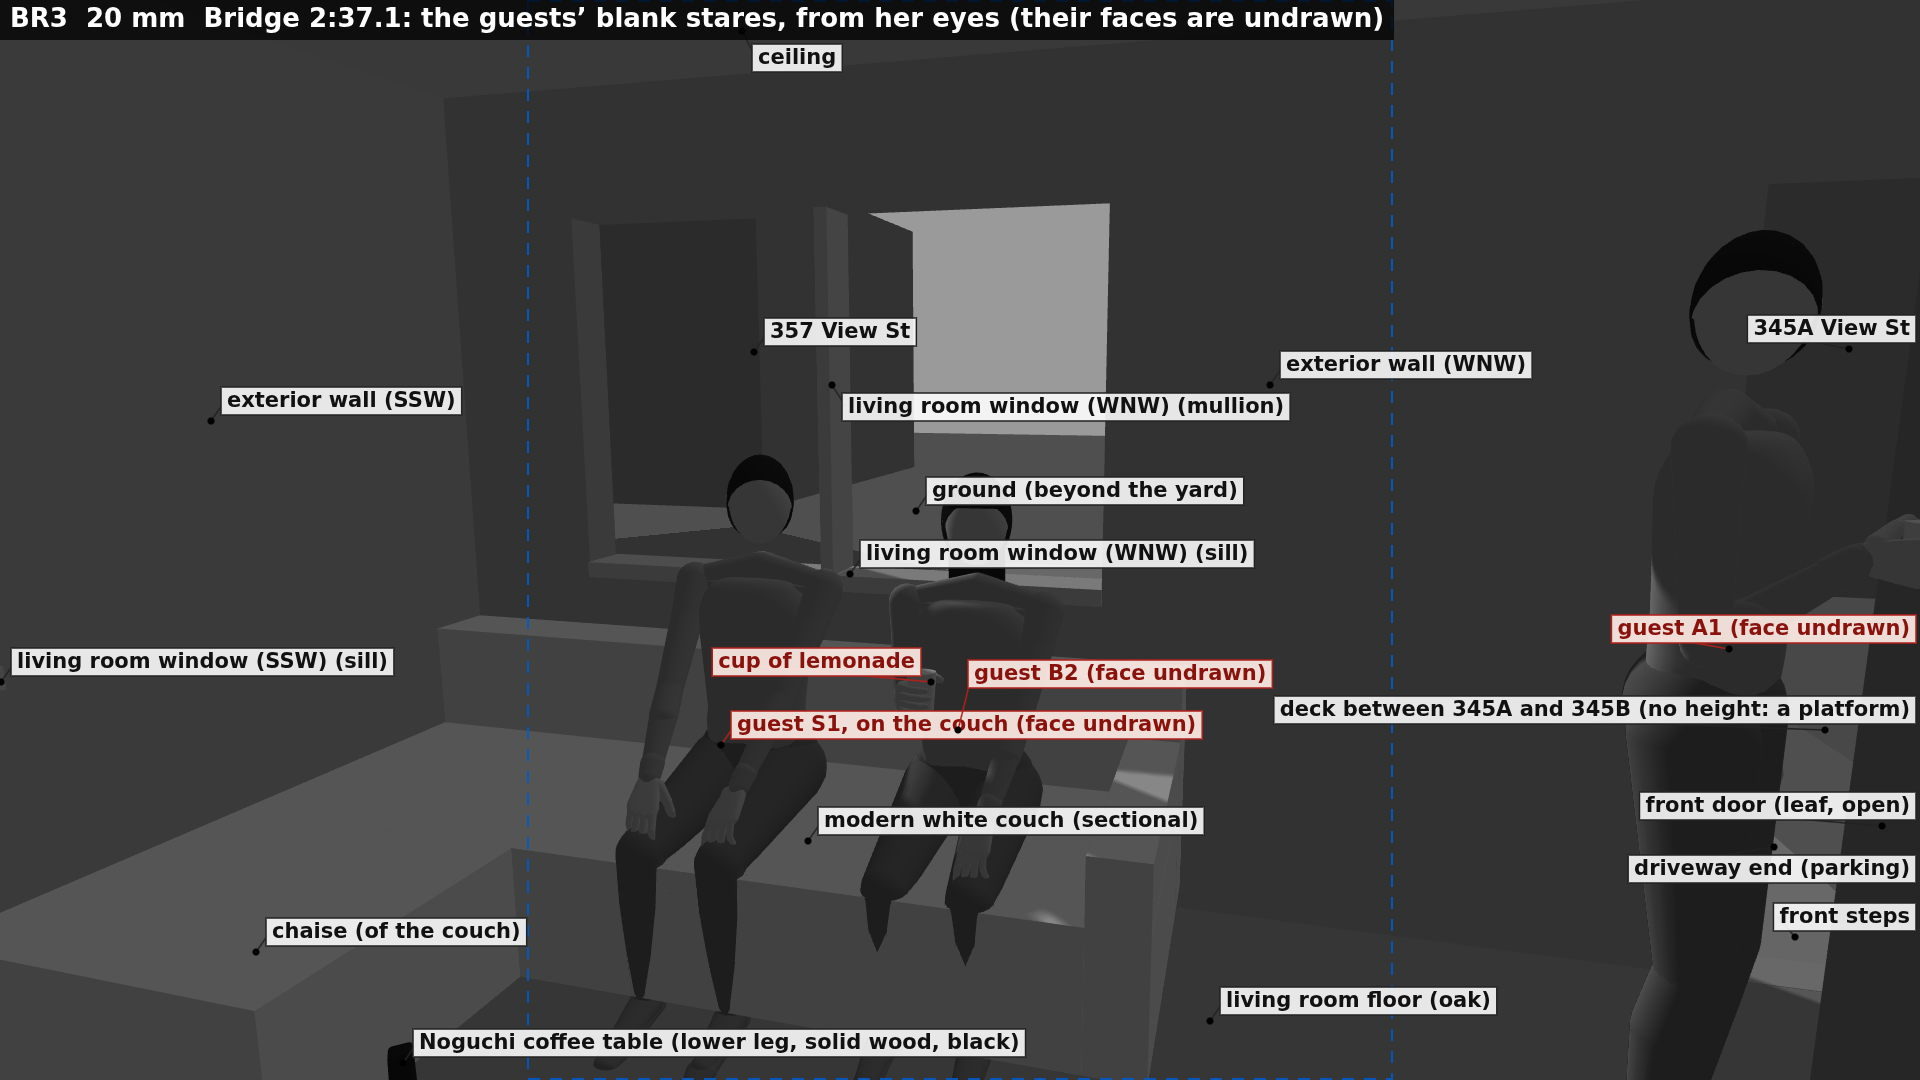 BR3  20 mm  Bridge 2:37.1: the guests’ blank stares, from her eyes (their faces are undrawn)
ceiling
357 View St
345A View St
exterior wall (WNW)
exterior wall (SSW)
living room window (WNW) (mullion)
ground (beyond the yard)
living room window (WNW) (sill)
guest A1 (face undrawn)
living room window (SSW) (sill)
cup of lemonade
guest B2 (face undrawn)
deck between 345A and 345B (no height: a platform)
guest S1, on the couch (face undrawn)
front door (leaf, open)
modern white couch (sectional)
driveway end (parking)
front steps
chaise (of the couch)
living room floor (oak)
Noguchi coffee table (lower leg, solid wood, black)